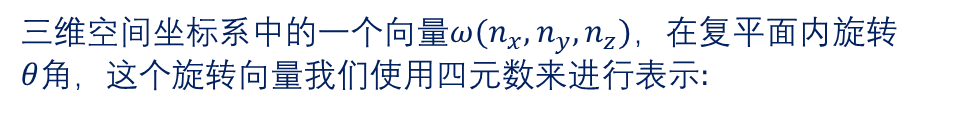 三维空间坐标系中的一个向量ω(nₓ,n_y,n_z)，在复平面内旋转
θ角，这个旋转向量我们使用四元数来进行表示: